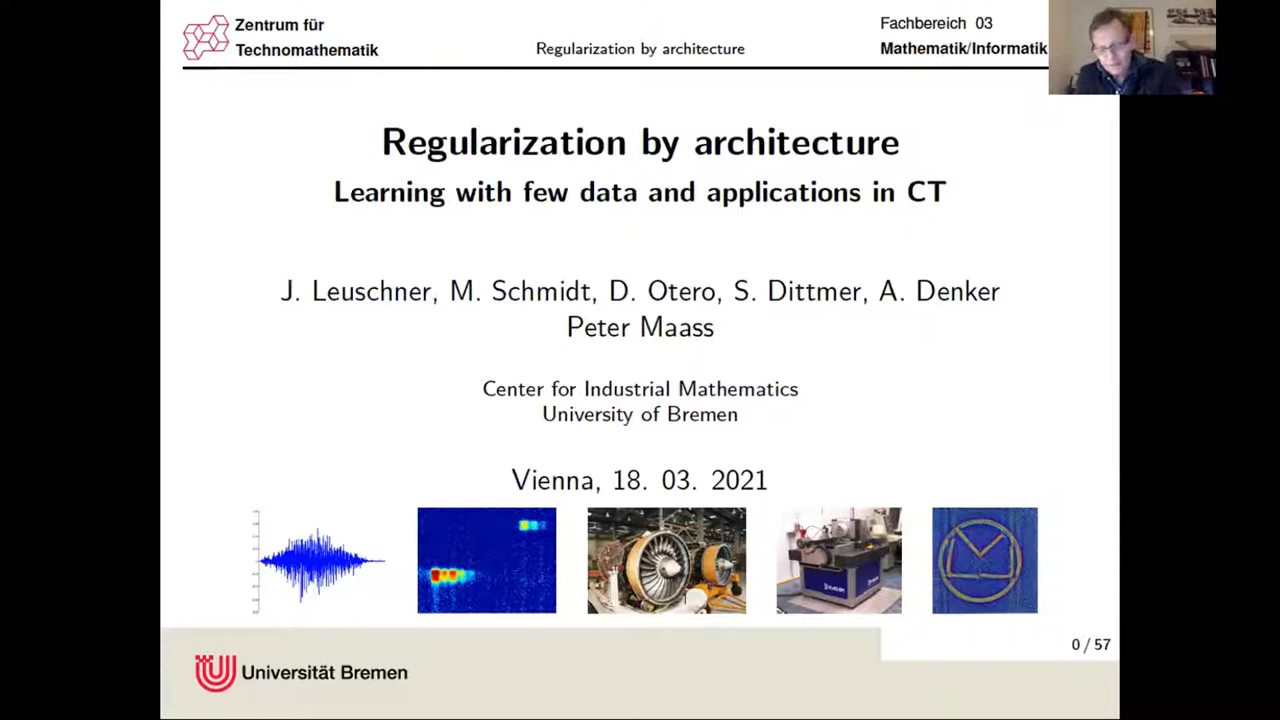 Zentrum für
Technomathematik
Regularization by architecture
Fachbereich 03
Mathematik/Informatik
Regularization by architecture
Learning with few data and applications in CT
J. Leuschner, M. Schmidt, D. Otero, S. Dittmer, A. Denker
Peter Maass
Center for Industrial Mathematics
University of Bremen
Vienna, 18. 03. 2021
0 / 57
Universität Bremen